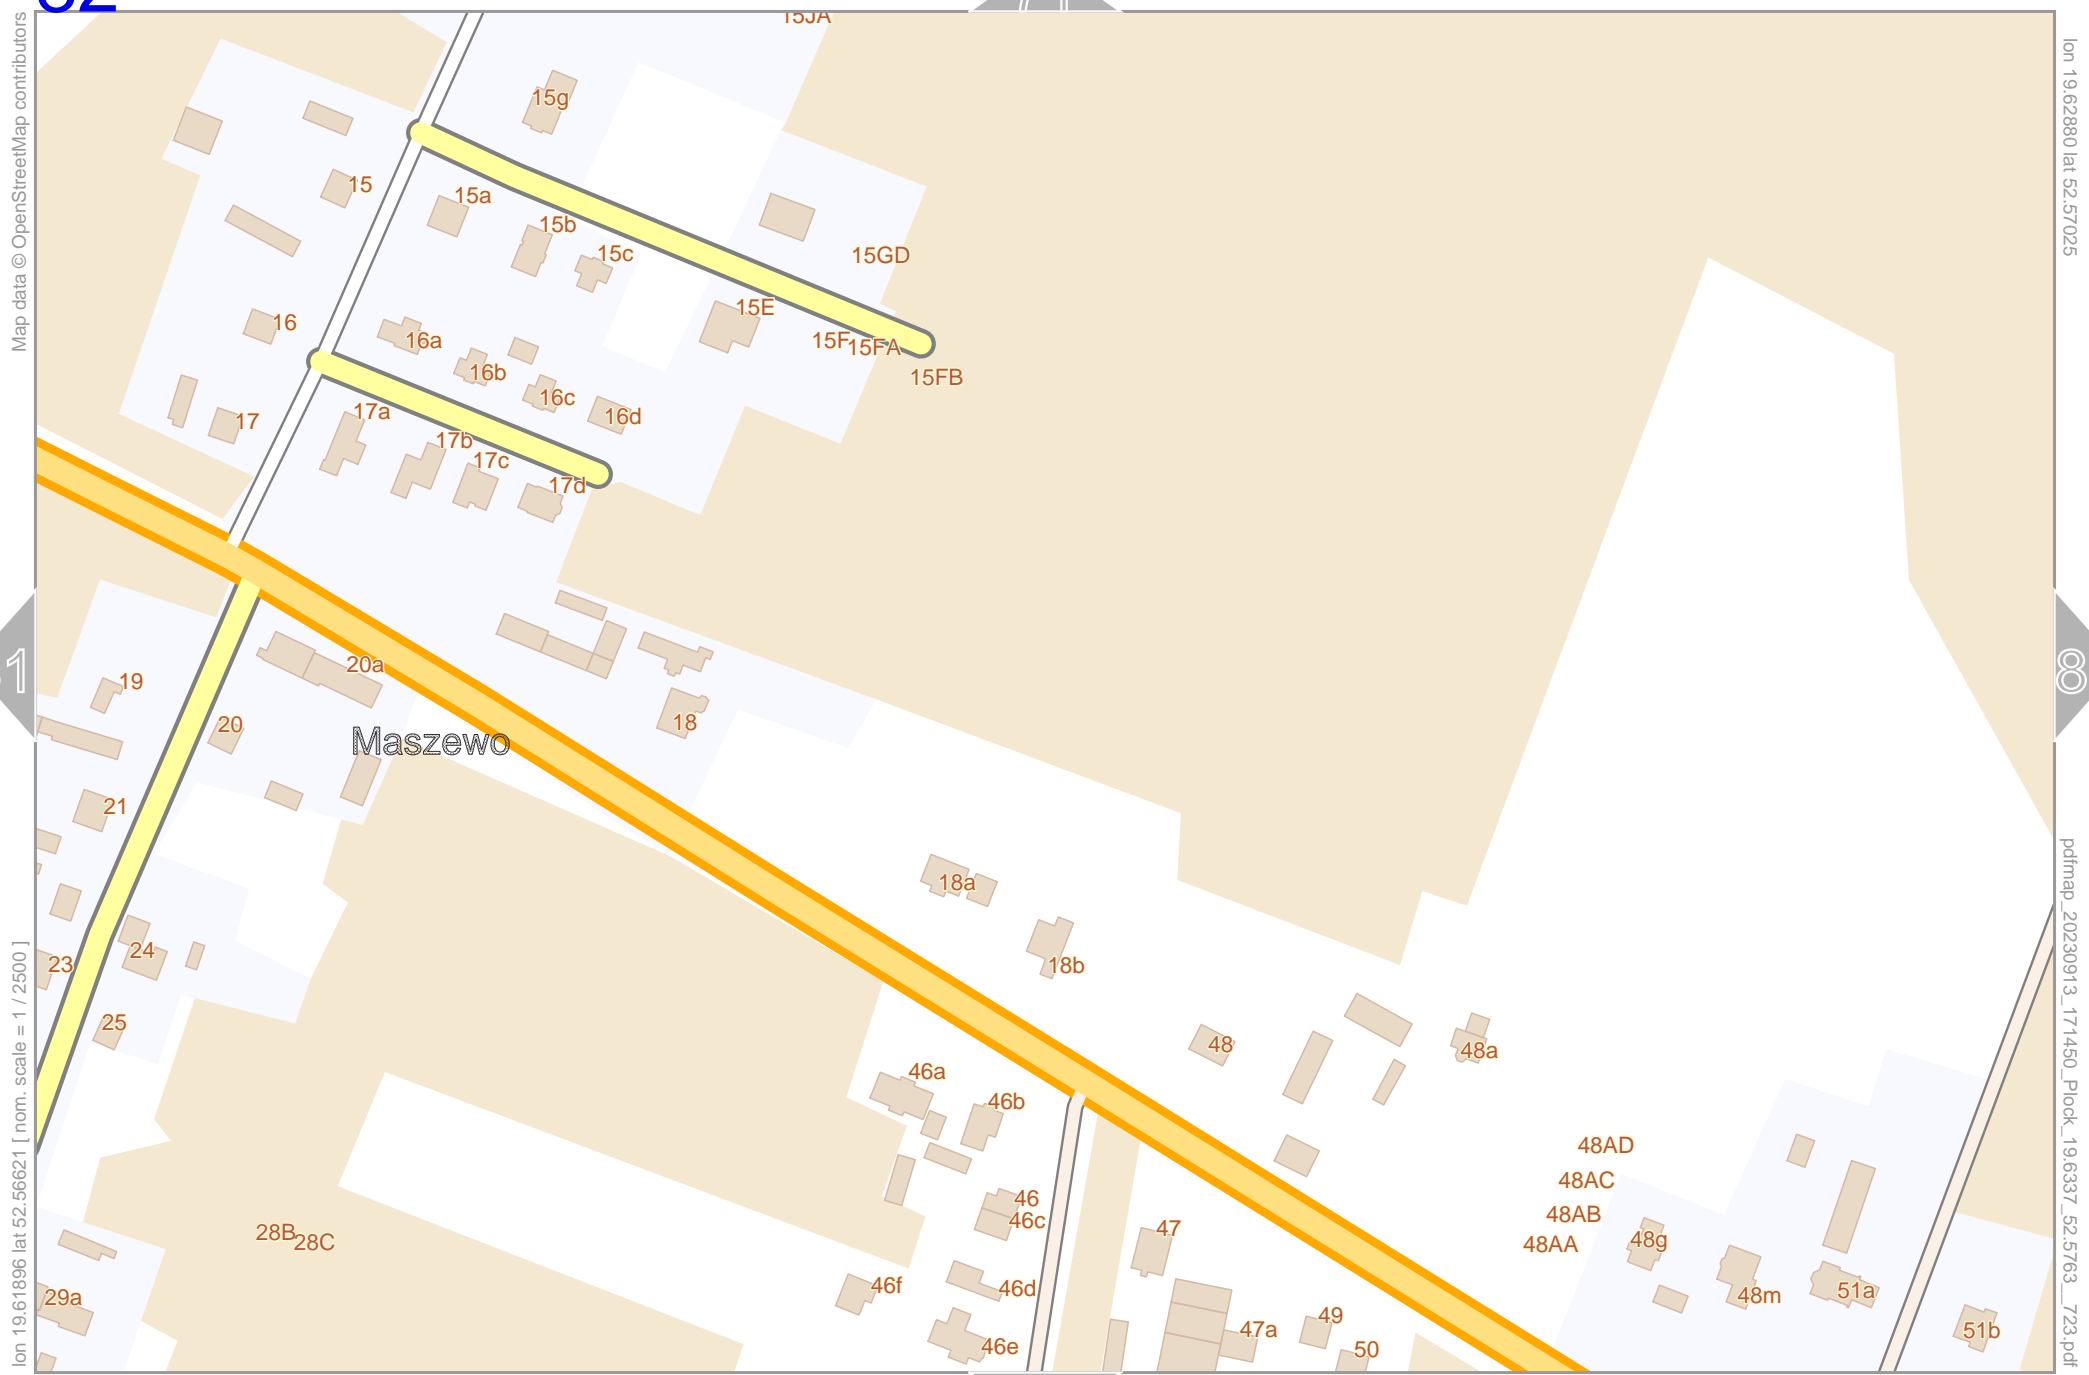 15JA
15g
15
15a
15b
15c
15GD
15E
15F
15FA
15FB
16
16a
16b
16c
16d
17
17a
17b
17c
17d
19
20a
20
18
Maszewo
21
18a
18b
24
23
25
48
48a
46a
46b
48AD
48AC
48AB
48AA
46
46c
47
48g
28B
28C
46f
46d
48m
51a
29a
49
47a
50
46e
51b
Map data © OpenStreetMap contributors
lon 19.61896 lat 52.56621 [ nom. scale = 1 / 2500 ]
lon 19.62880 lat 52.57025
pdfmap_20230913_171450_Plock_19.6337_52.5763__723.pdf